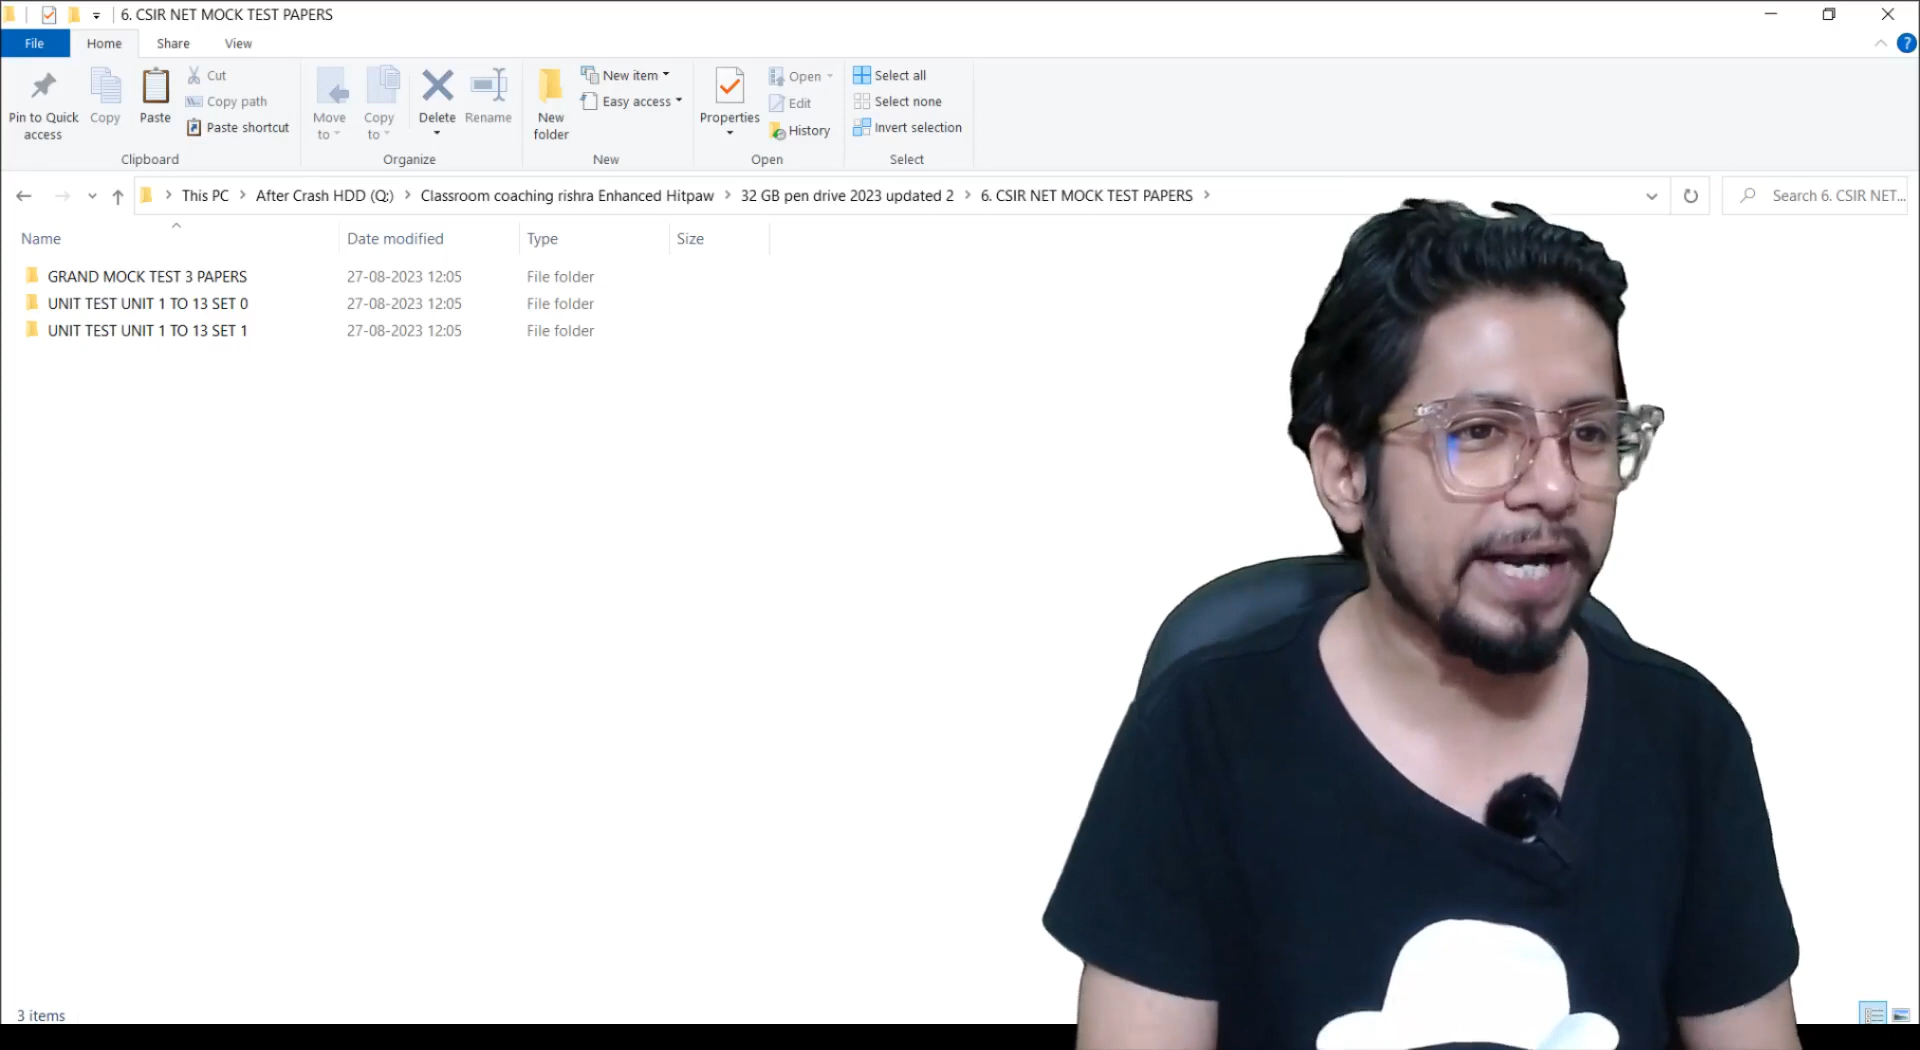 6. CSIR NET MOCK TEST PAPERS
File Home Share View
Pin to Quick access
Copy
Paste
Cut
Copy path
Paste shortcut
Clipboard
Move to
Copy to
Delete
Rename
Organize
New folder
New item
Easy access
New
Properties
Open
Edit
History
Open
Select all
Select none
Invert selection
Select
This PC > After Crash HDD (Q:) > Classroom coaching rishra Enhanced Hitpaw > 32 GB pen drive 2023 updated 2 > 6. CSIR NET MOCK TEST PAPERS >
Search 6. CSIR NET...
Name Date modified Type Size
GRAND MOCK TEST 3 PAPERS 27-08-2023 12:05 File folder
UNIT TEST UNIT 1 TO 13 SET 0 27-08-2023 12:05 File folder
UNIT TEST UNIT 1 TO 13 SET 1 27-08-2023 12:05 File folder
3 items